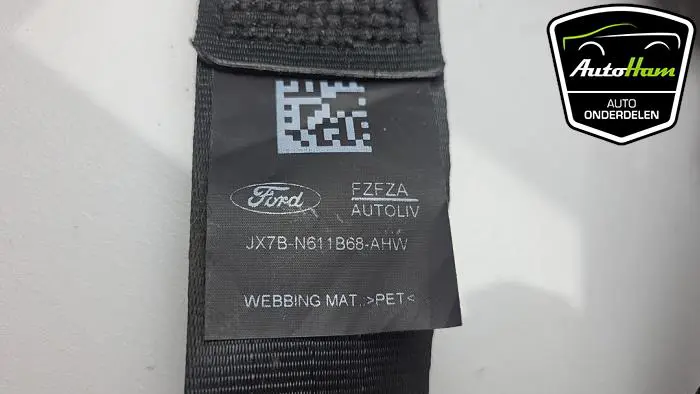 AutoHam
AUTO
ONDERDELEN
Ford
FZFZA
AUTOLIV
JX7B-N611B68-AHW
WEBBING MAT.:>PET<